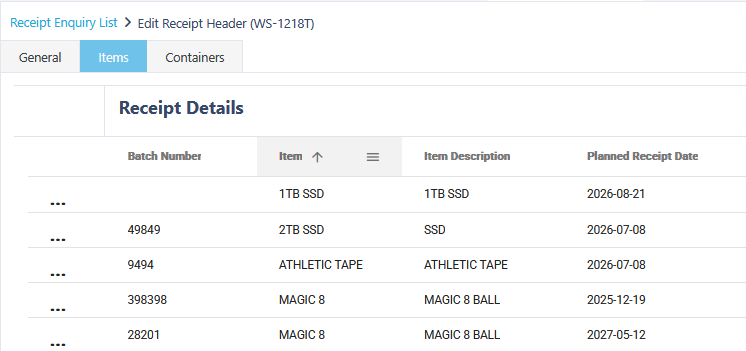 Receipt Enquiry List > Edit Receipt Header (WS-1218T)
General Items Containers
Receipt Details
Batch Number Item Item Description Planned Receipt Date
... 1TB SSD 1TB SSD 2026-08-21
... 49849 2TB SSD SSD 2026-07-08
... 9494 ATHLETIC TAPE ATHLETIC TAPE 2026-07-08
... 398398 MAGIC 8 MAGIC 8 BALL 2025-12-19
... 28201 MAGIC 8 MAGIC 8 BALL 2027-05-12